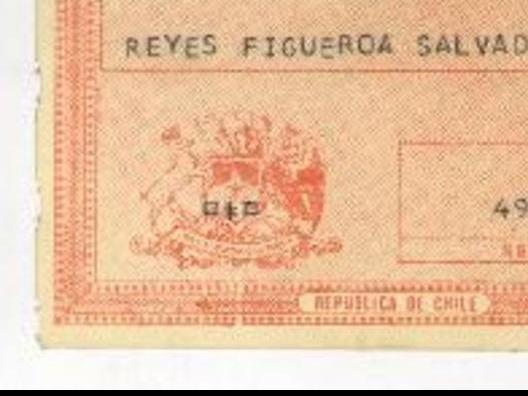 REYES FIGUEROA SALVAD
49
REPUBLICA DE CHILE